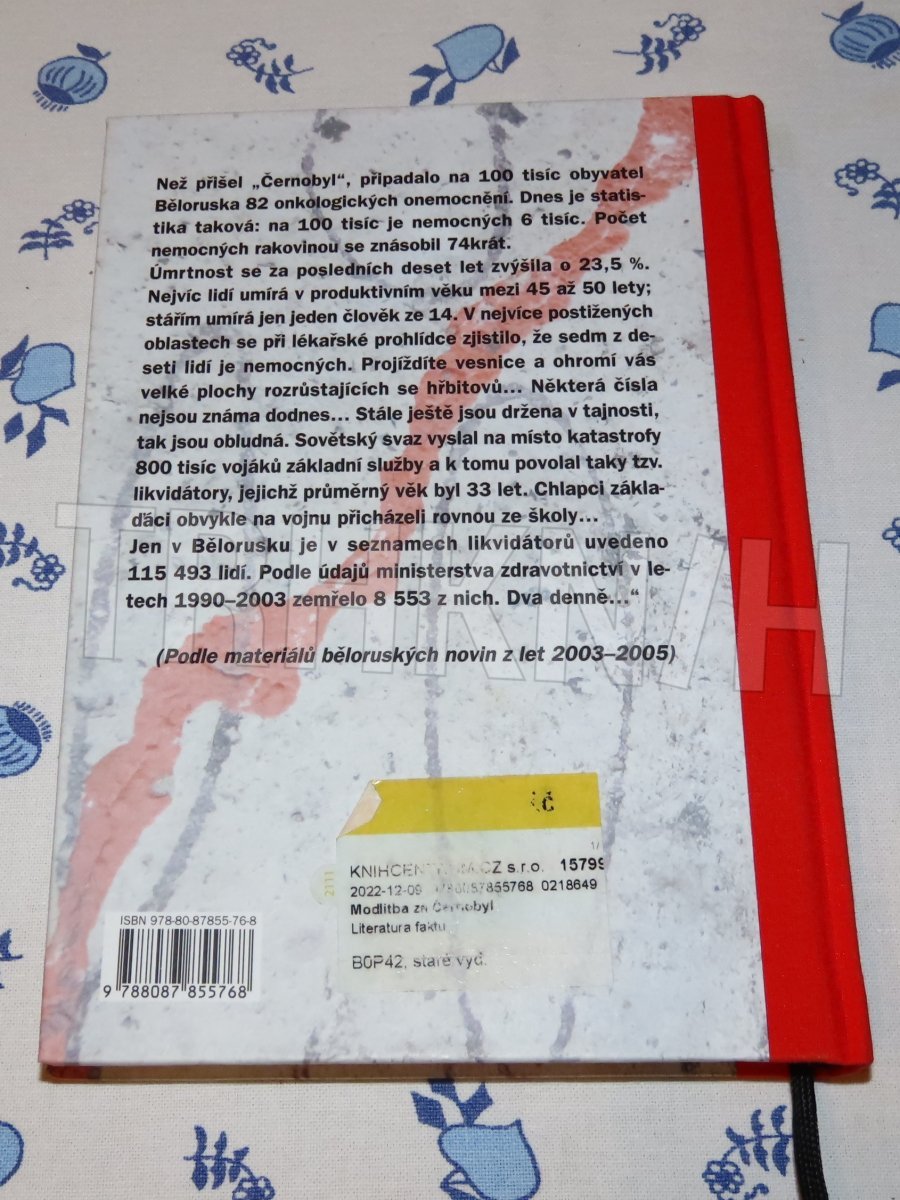 Než přišel „Černobyl“, připadalo na 100 tisíc obyvatel
Běloruska 82 onkologických onemocnění. Dnes je statis-
tika taková: na 100 tisíc je nemocných 6 tisíc. Počet
nemocných rakovinou se znásobil 74krát.
Úmrtnost se za posledních deset let zvýšila o 23,5 %.
Nejvíc lidí umírá v produktivním věku mezi 45 až 50 lety;
stářím umírá jen jeden člověk ze 14. V nejvíce postižených
oblastech se při lékařské prohlídce zjistilo, že sedm z de-
seti lidí je nemocných. Projíždíte vesnice a ohromí vás
velké plochy rozrůstajících se hřbitovů... Některá čísla
nejsou známa dodnes... Stále ještě jsou držena v tajnosti,
tak jsou obludná. Sovětský svaz vyslal na místo katastrofy
800 tisíc vojáků základní služby a k tomu povolal taky tzv.
likvidátory, jejichž průměrný věk byl 33 let. Chlapci zákla-
ďáci obvykle na vojnu přicházeli rovnou ze školy...
Jen v Bělorusku je v seznamech likvidátorů uvedeno
115 493 lidí. Podle údajů ministerstva zdravotnictví v le-
tech 1990–2003 zemřelo 8 553 z nich. Dva denně...“
(Podle materiálů běloruských novin z let 2003–2005)
TRHKNIH
č
1/
2111
s.r.o. 15799
2022-12-09 0218649
Modlitba za Černobyl
Literatura faktu
B0P42, staré vyd.
ISBN 978-80-87855-76-8
9 788087 855768